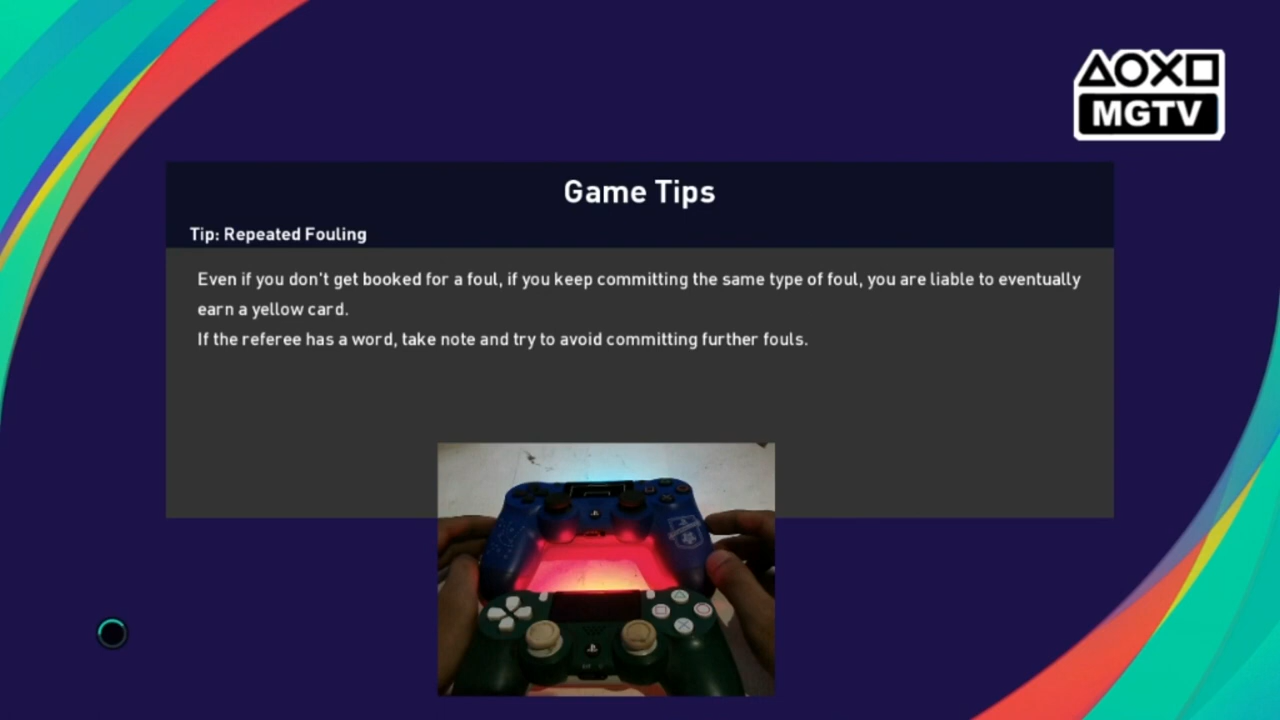 MGTV
Game Tips
Tip: Repeated Fouling
Even if you don't get booked for a foul, if you keep committing the same type of foul, you are liable to eventually
earn a yellow card.
If the referee has a word, take note and try to avoid committing further fouls.